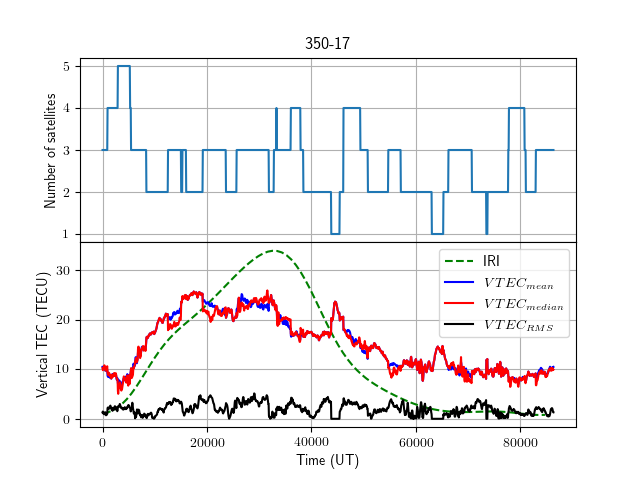 350-17
Number of satellites
5
4
3
2
1
Vertical TEC (TECU)
30
20
10
0
IRI
VTEC_mean
VTEC_median
VTEC_RMS
0 20000 40000 60000 80000
Time (UT)